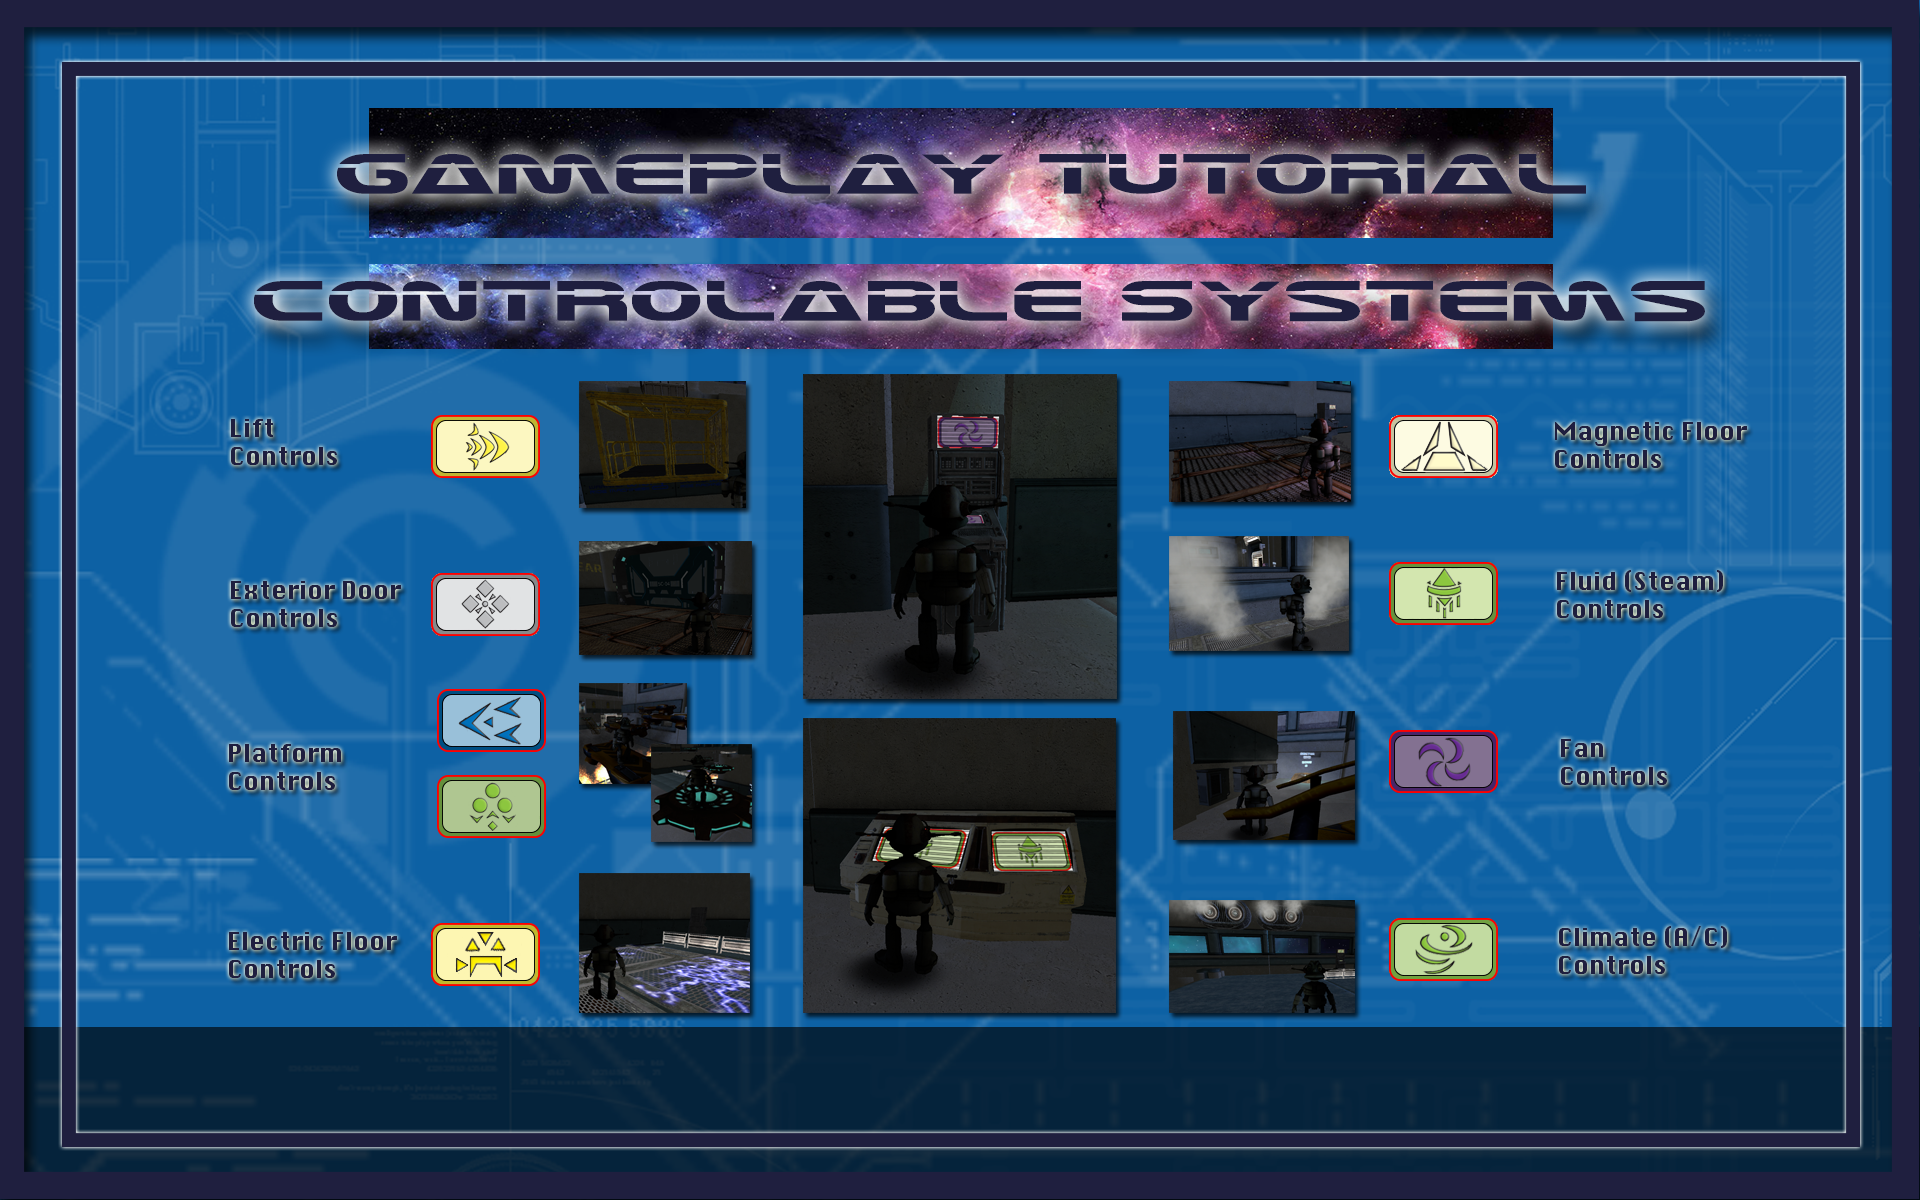 GAMEPLAY TUTORIAL
CONTROLABLE SYSTEMS
Lift
Controls
Exterior Door
Controls
Platform
Controls
Electric Floor
Controls
Magnetic Floor
Controls
Fluid (Steam)
Controls
Fan
Controls
Climate (A/C)
Controls